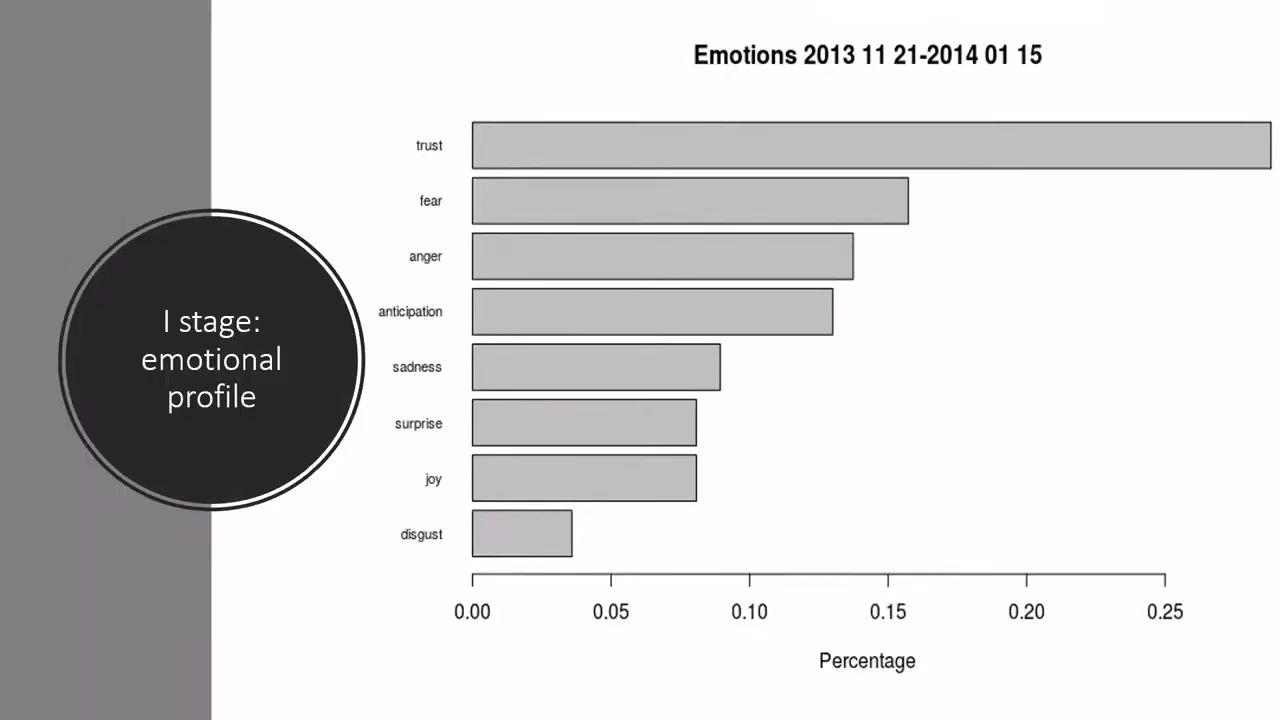 I stage:
emotional
profile
Emotions 2013 11 21-2014 01 15
trust
fear
anger
anticipation
sadness
surprise
joy
disgust
0.00 0.05 0.10 0.15 0.20 0.25
Percentage